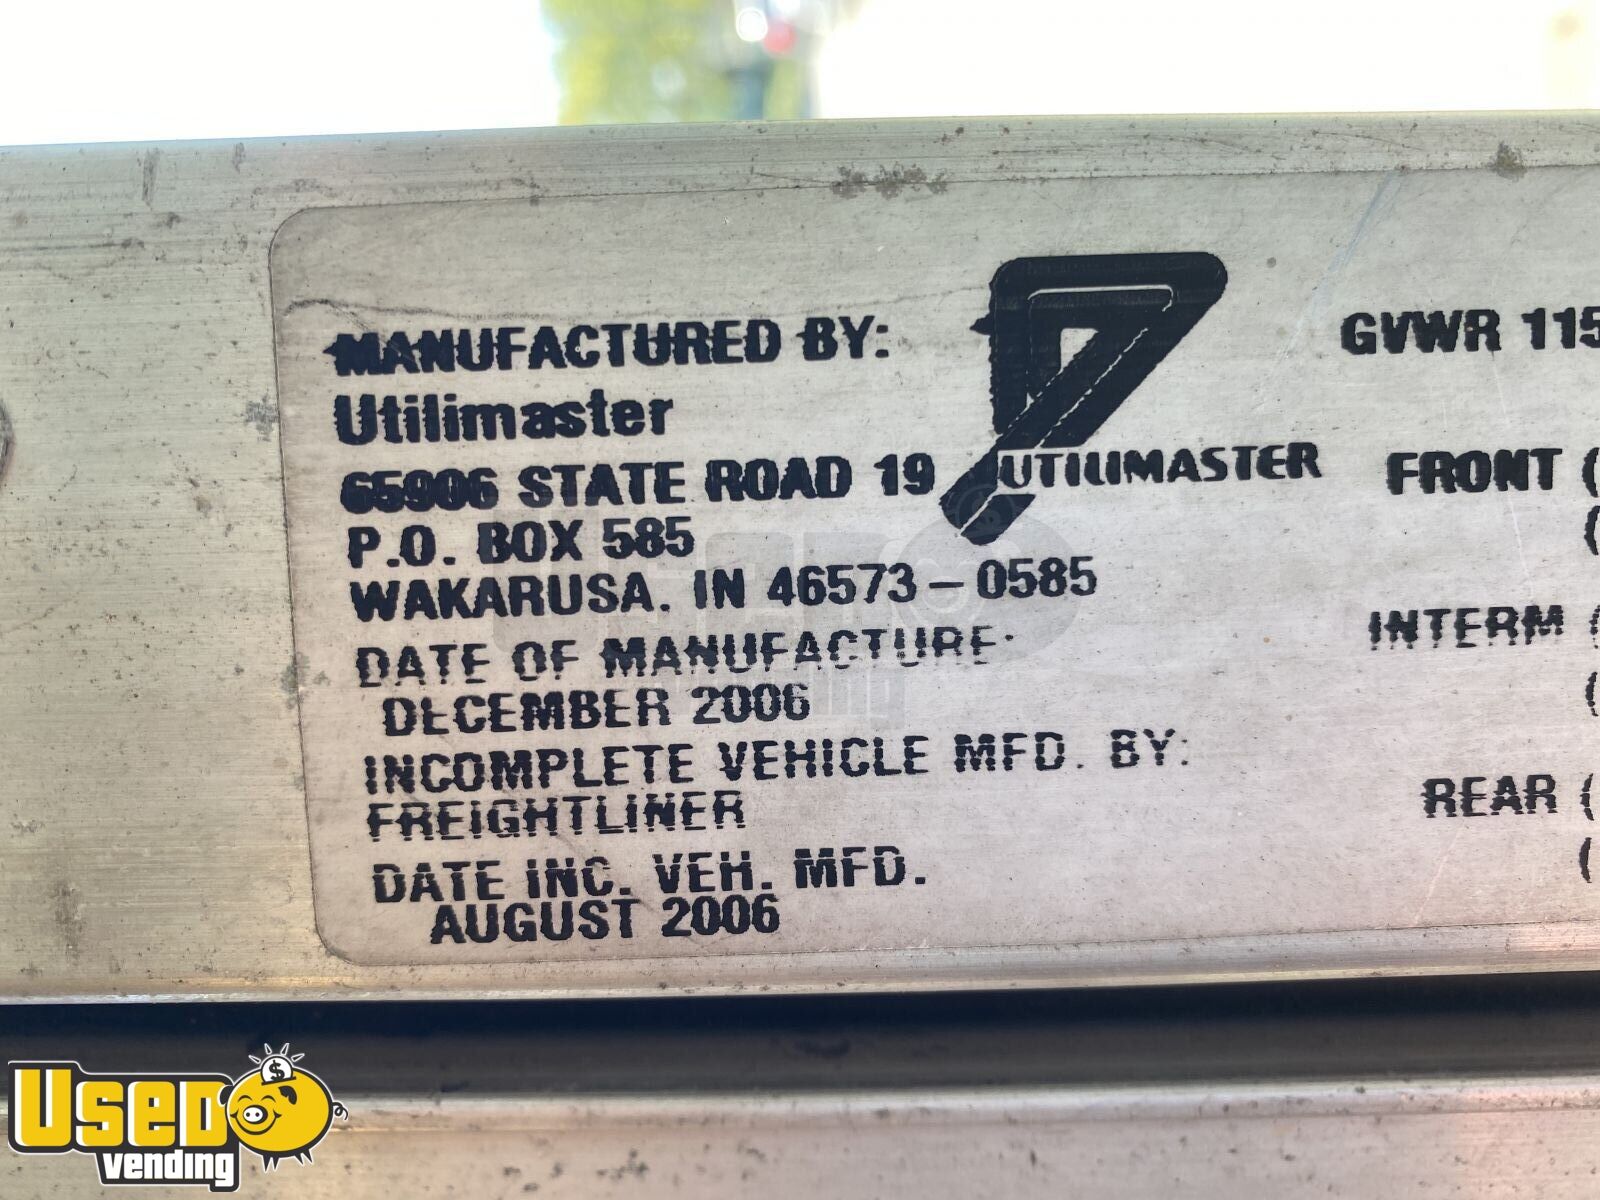 MANUFACTURED BY:
Utilimaster
65906 STATE ROAD 19
P.O. BOX 585
WAKARUSA, IN 46573-0585
DATE OF MANUFACTURE:
DECEMBER 2006
INCOMPLETE VEHICLE MFD. BY:
FREIGHTLINER
DATE INC. VEH. MFD.
AUGUST 2006
UTILIMASTER
GVWR 115
FRONT (
(
INTERM (
(
REAR (
(
USED
vending